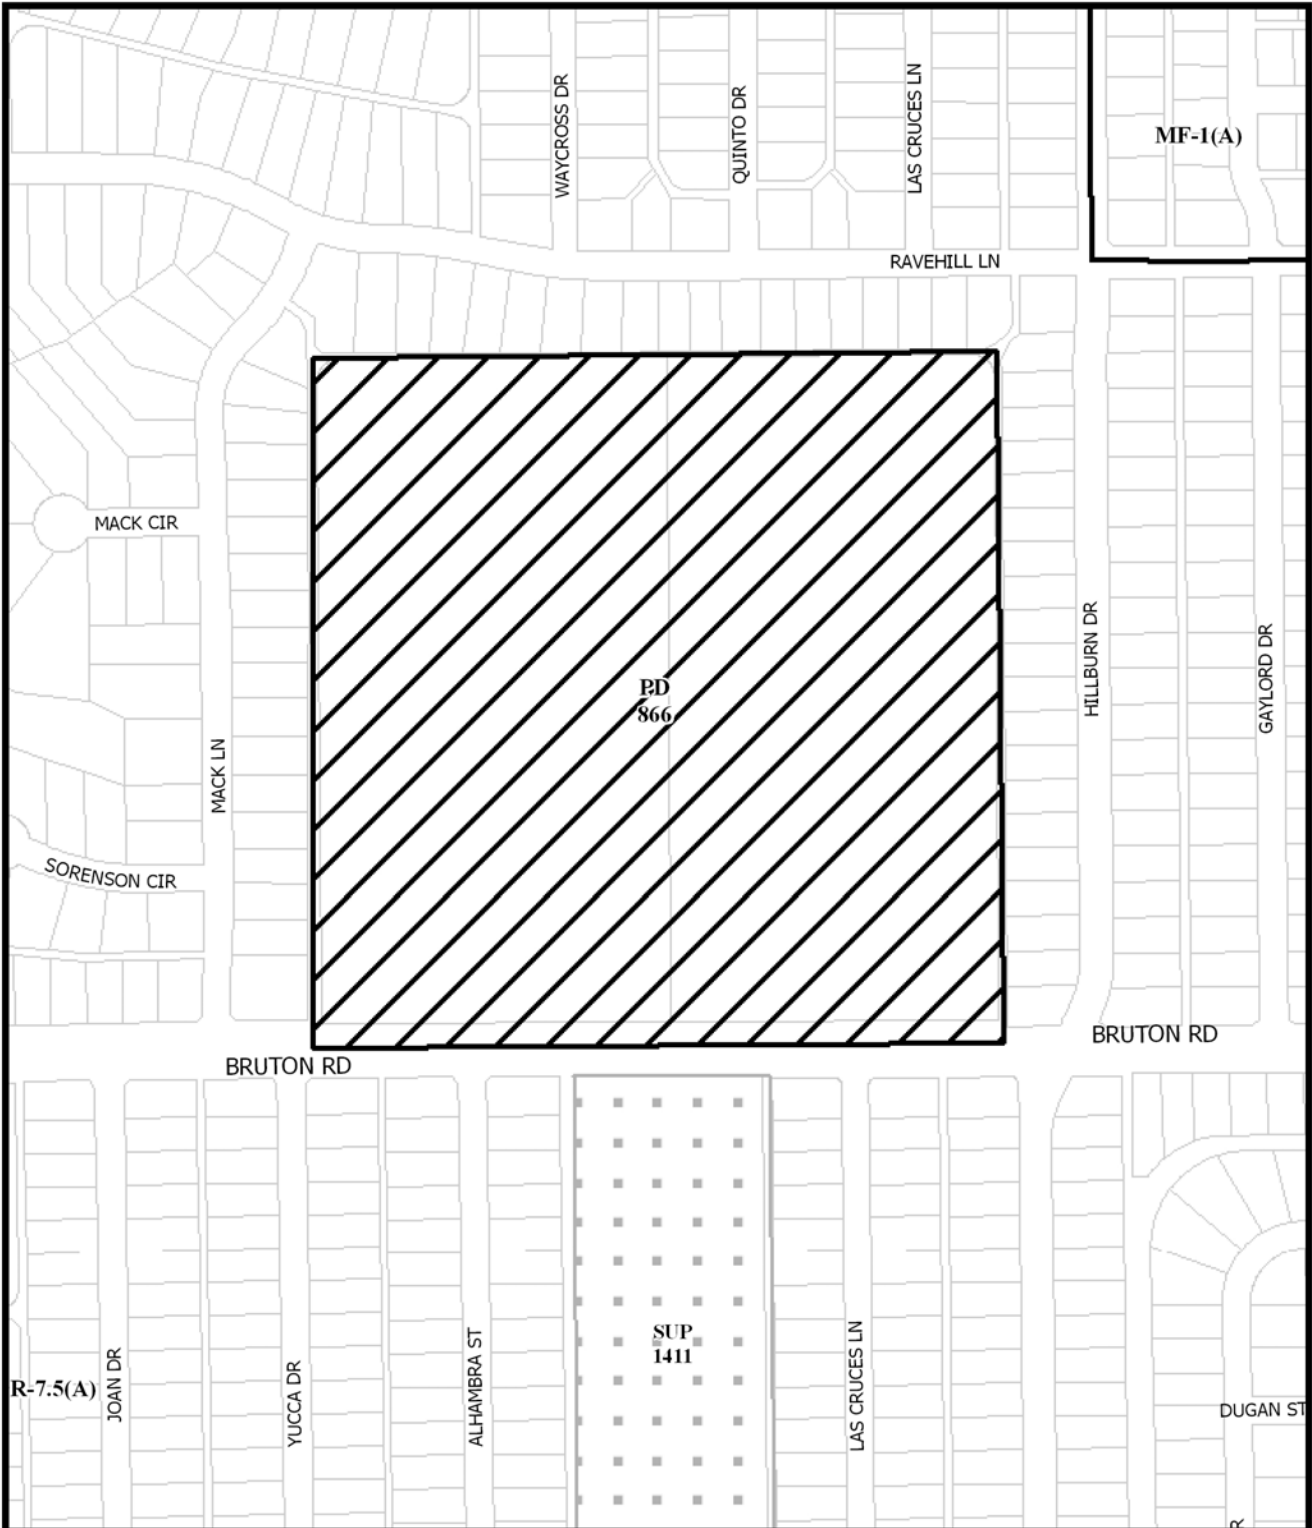 WAYCROSS DR
QUINTO DR
LAS CRUCES LN
MF-1(A)
RAVEHILL LN
MACK CIR
HILLBURN DR
GAYLORD DR
PD
866
MACK LN
SORENSON CIR
BRUTON RD
BRUTON RD
SUP
1411
JOAN DR
YUCCA DR
ALHAMBRA ST
LAS CRUCES LN
R-7.5(A)
DUGAN ST
R